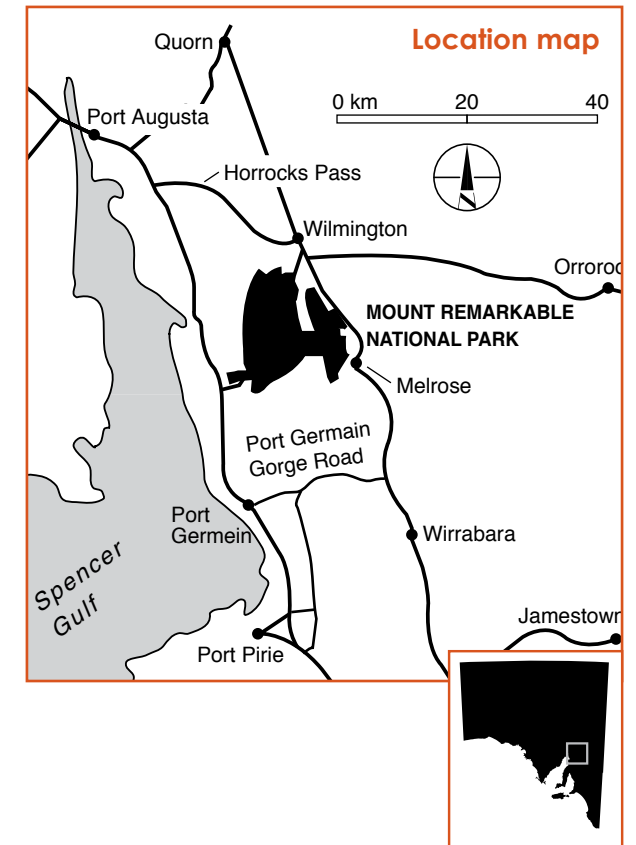 Location map
Quorn
0 km 20 40
Port Augusta
Horrocks Pass
Wilmington
Orroroo
MOUNT REMARKABLE
NATIONAL PARK
Melrose
Port Germain
Gorge Road
Port
Germein
Wirrabara
Spencer
Gulf
Jamestown
Port Pirie